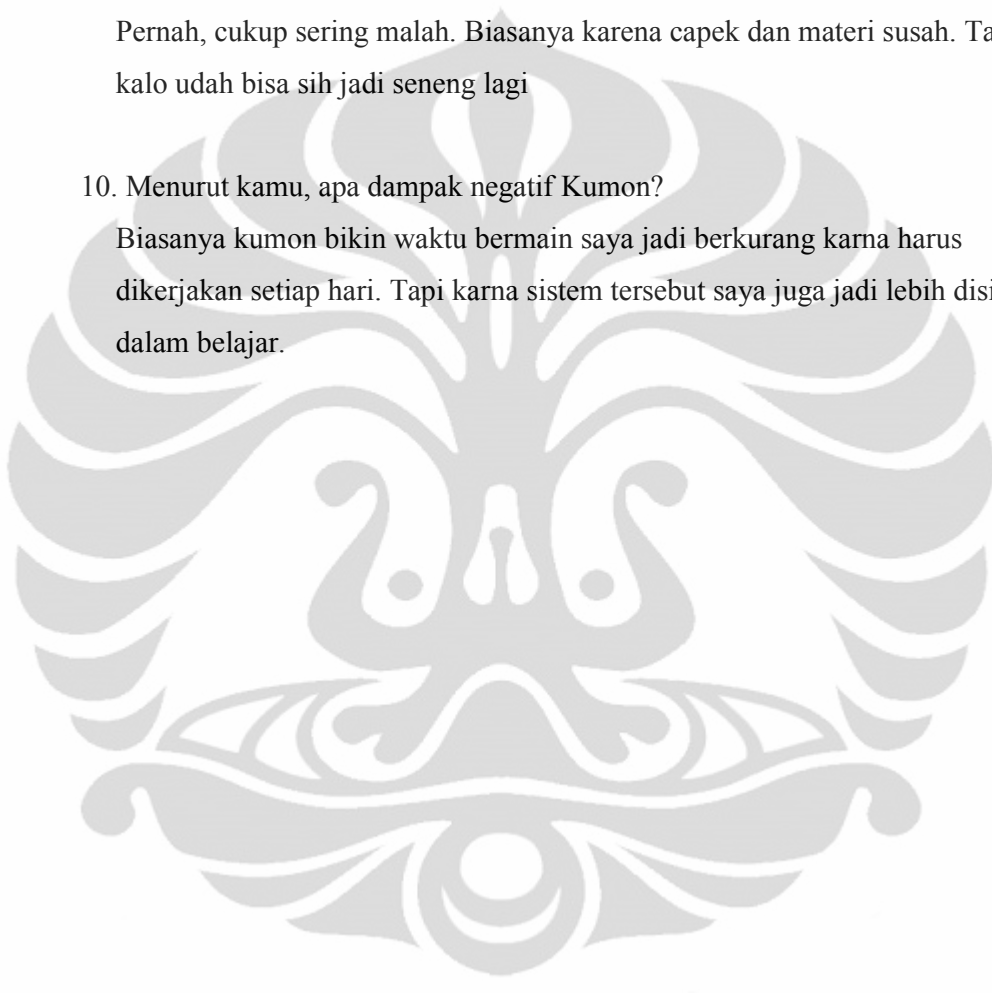 Pernah, cukup sering malah. Biasanya karena capek dan materi susah. Ta
kalo udah bisa sih jadi seneng lagi
10. Menurut kamu, apa dampak negatif Kumon?
Biasanya kumon bikin waktu bermain saya jadi berkurang karna harus
dikerjakan setiap hari. Tapi karna sistem tersebut saya juga jadi lebih disi
dalam belajar.